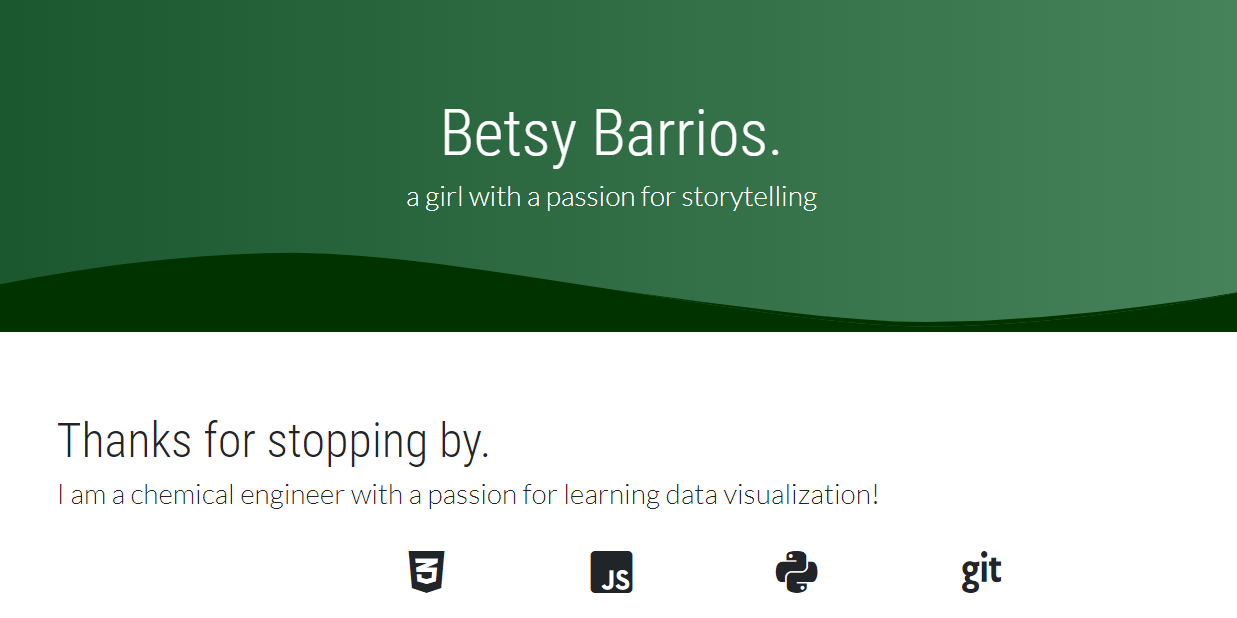 Betsy Barrios.
a girl with a passion for storytelling
Thanks for stopping by.
I am a chemical engineer with a passion for learning data visualization!
3 JS git